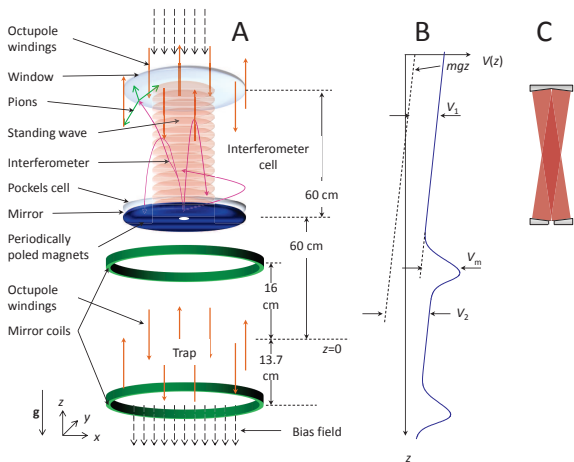 A
B
C
Octupole
windings
Window
Pions
Standing wave
Interferometer
Pockels cell
Mirror
Periodically
poled magnets
Octupole
windings
Mirror coils
Interferometer
cell
60 cm
60 cm
16
cm
Trap
z=0
13.7
cm
Bias field
g
z
y
x
V(z)
mgz
V1
Vm
V2
z